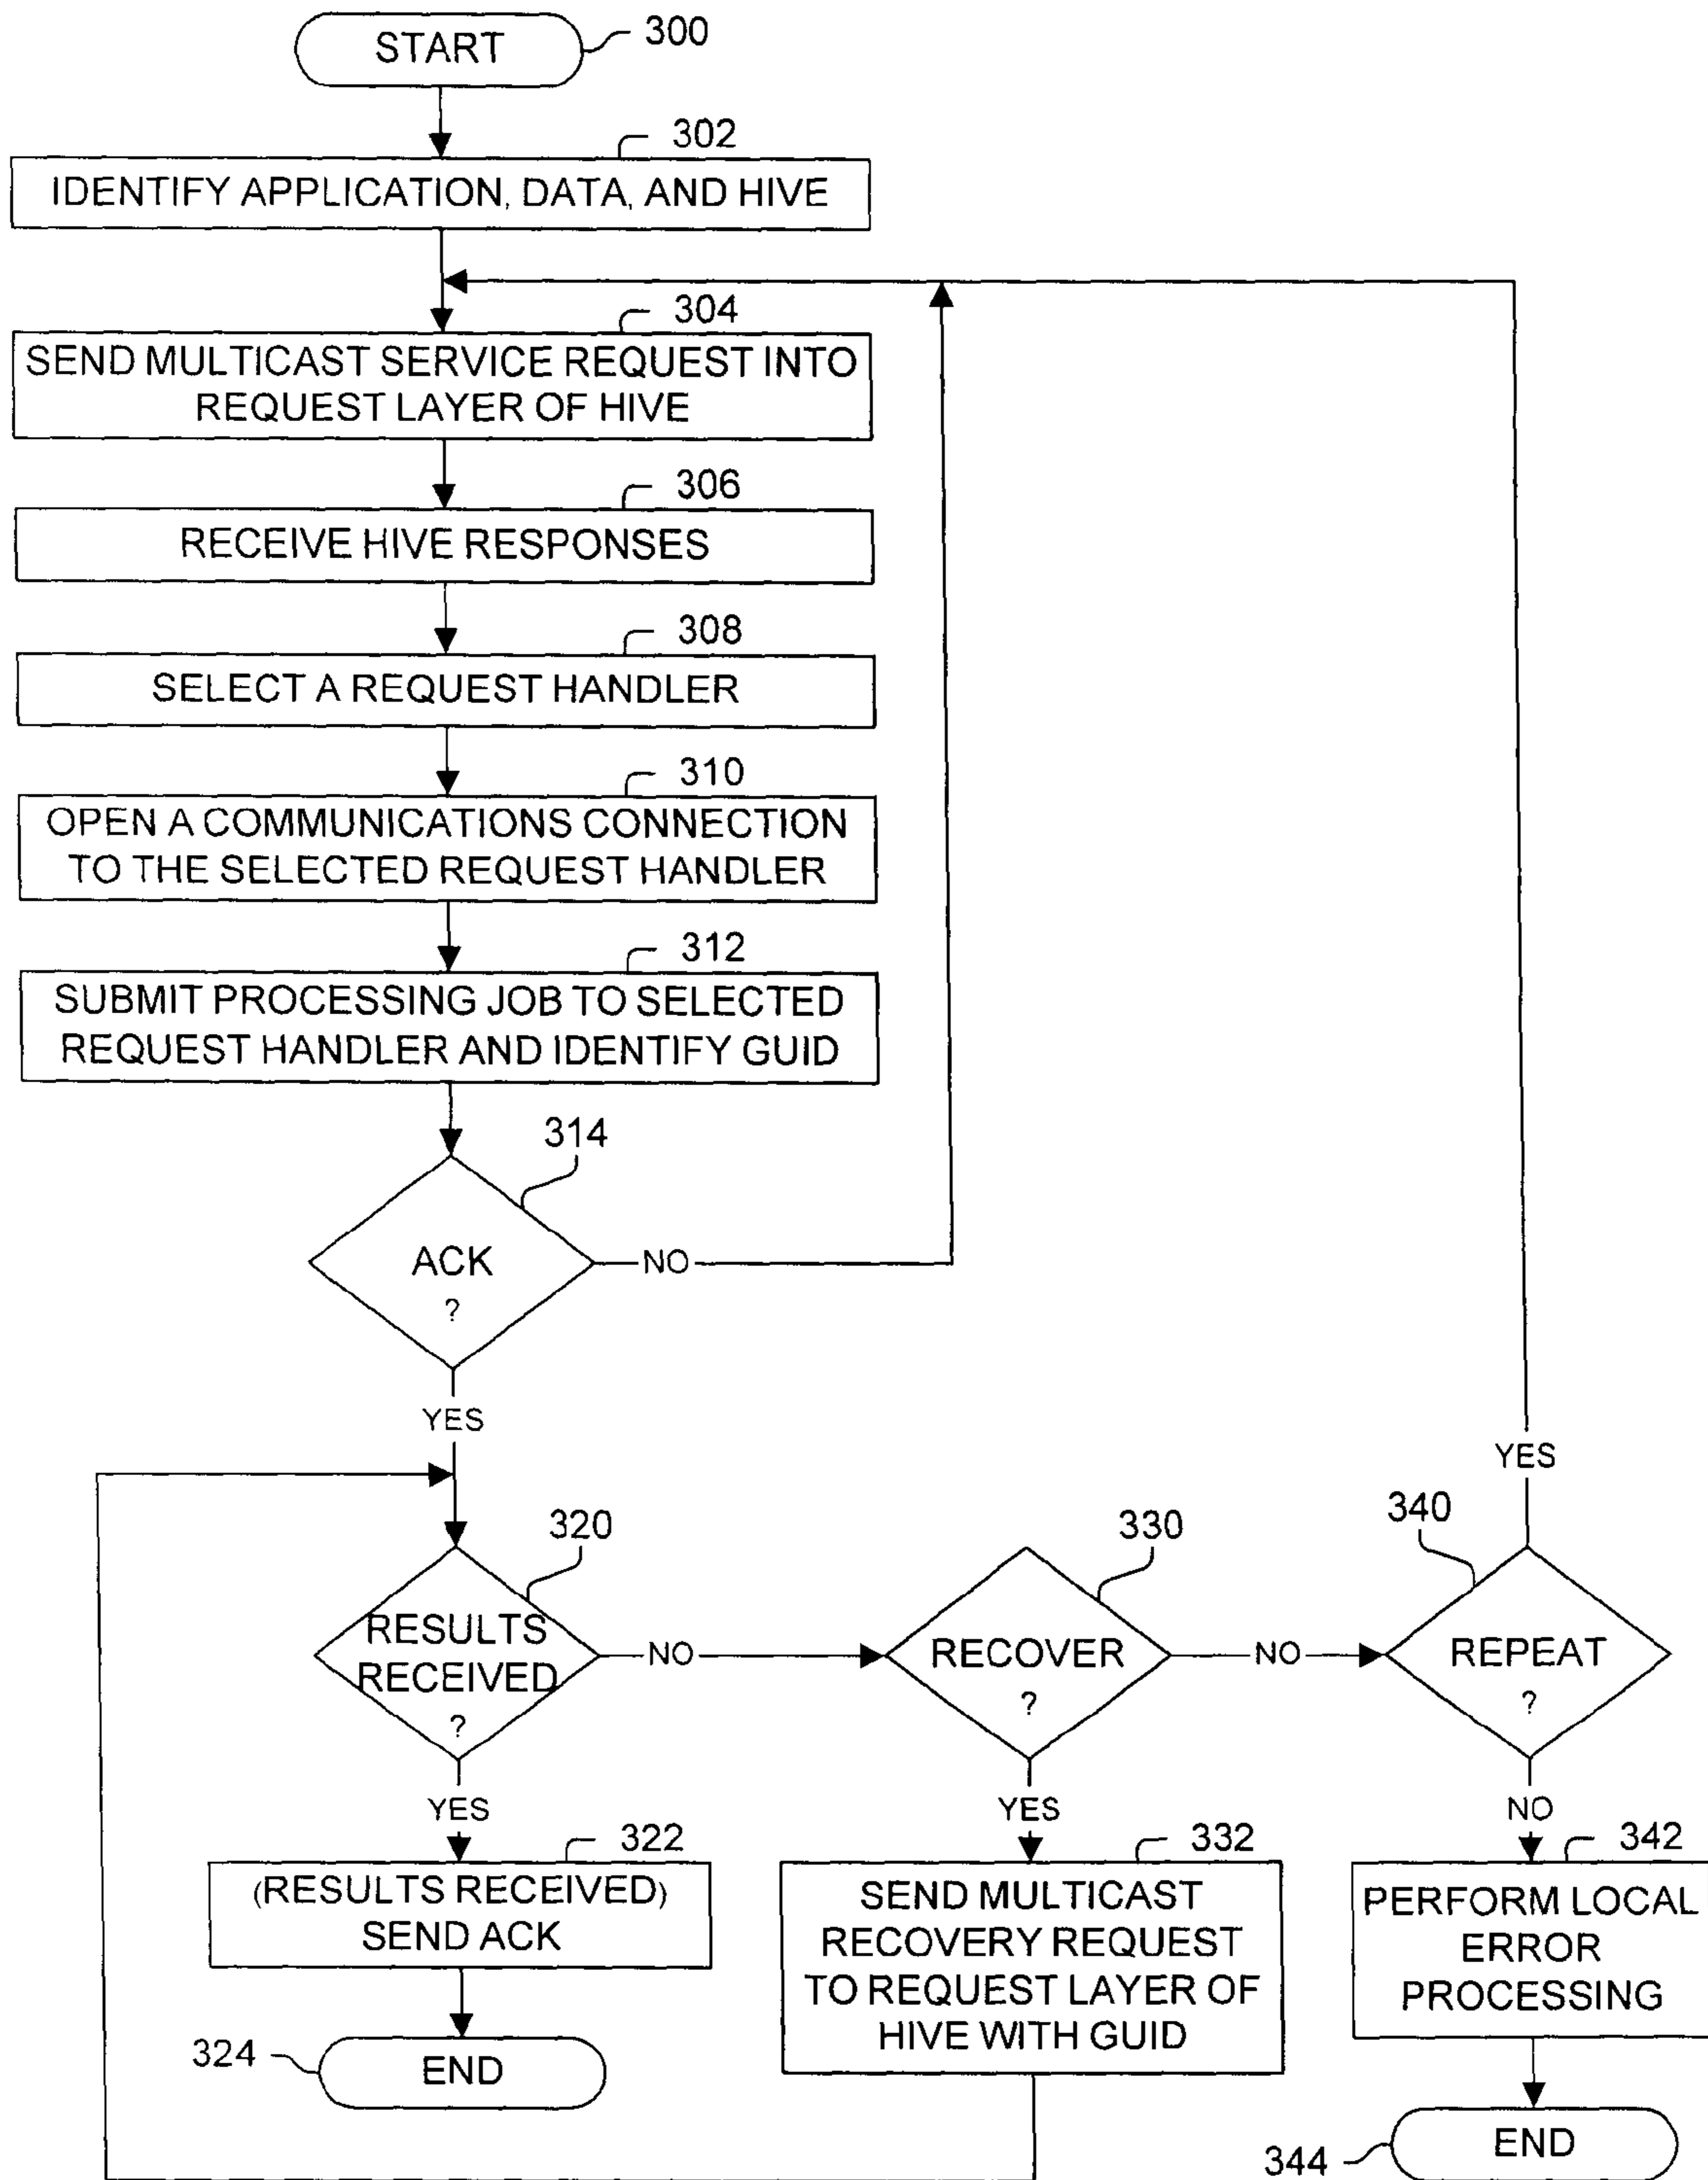 START
300
302
IDENTIFY APPLICATION, DATA, AND HIVE
304
SEND MULTICAST SERVICE REQUEST INTO
REQUEST LAYER OF HIVE
306
RECEIVE HIVE RESPONSES
308
SELECT A REQUEST HANDLER
310
OPEN A COMMUNICATIONS CONNECTION
TO THE SELECTED REQUEST HANDLER
312
SUBMIT PROCESSING JOB TO SELECTED
REQUEST HANDLER AND IDENTIFY GUID
314
ACK
?
NO
YES
320
RESULTS
RECEIVED
?
NO
330
RECOVER
?
NO
340
REPEAT
?
YES
YES
322
(RESULTS RECEIVED)
SEND ACK
324
END
YES
332
SEND MULTICAST
RECOVERY REQUEST
TO REQUEST LAYER OF
HIVE WITH GUID
NO
342
PERFORM LOCAL
ERROR
PROCESSING
344
END